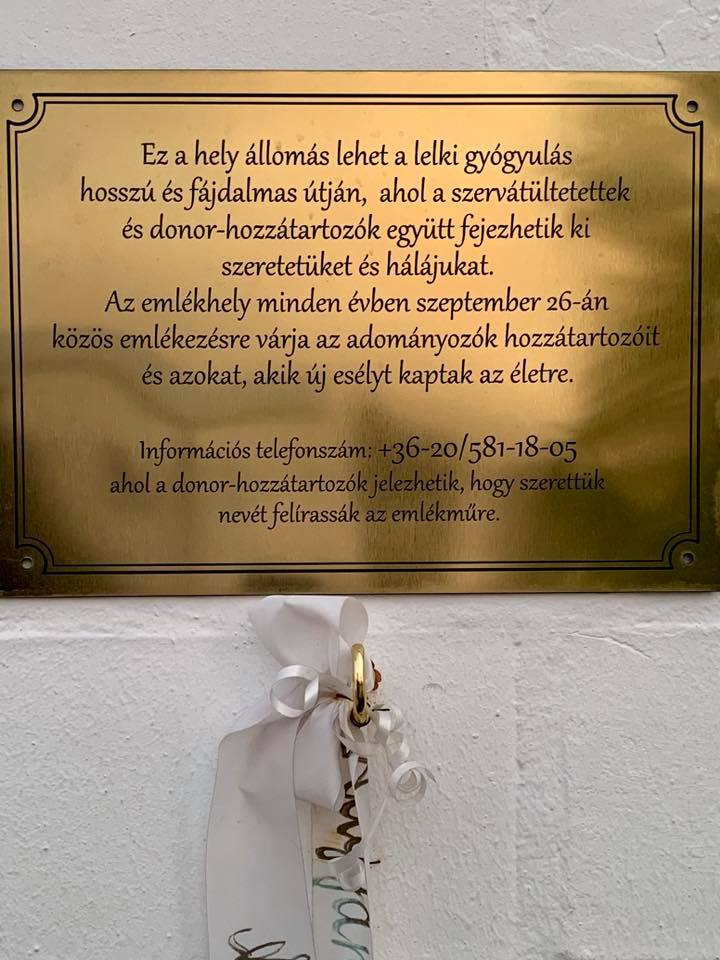 Ez a hely állomás lehet a lelki gyógyulás
hosszú és fájdalmas útján, ahol a szervátültetettek
és donor-hozzátartozók együtt fejezhetik ki
szeretetüket és hálájukat.
Az emlékhely minden évben szeptember 26-án
közös emlékezésre várja az adományozók hozzátartozóit
és azokat, akik új esélyt kaptak az életre.
Információs telefonszám: +36-20/581-18-05
ahol a donor-hozzátartozók jelezhetik, hogy szerettük
nevét felírassák az emlékműre.